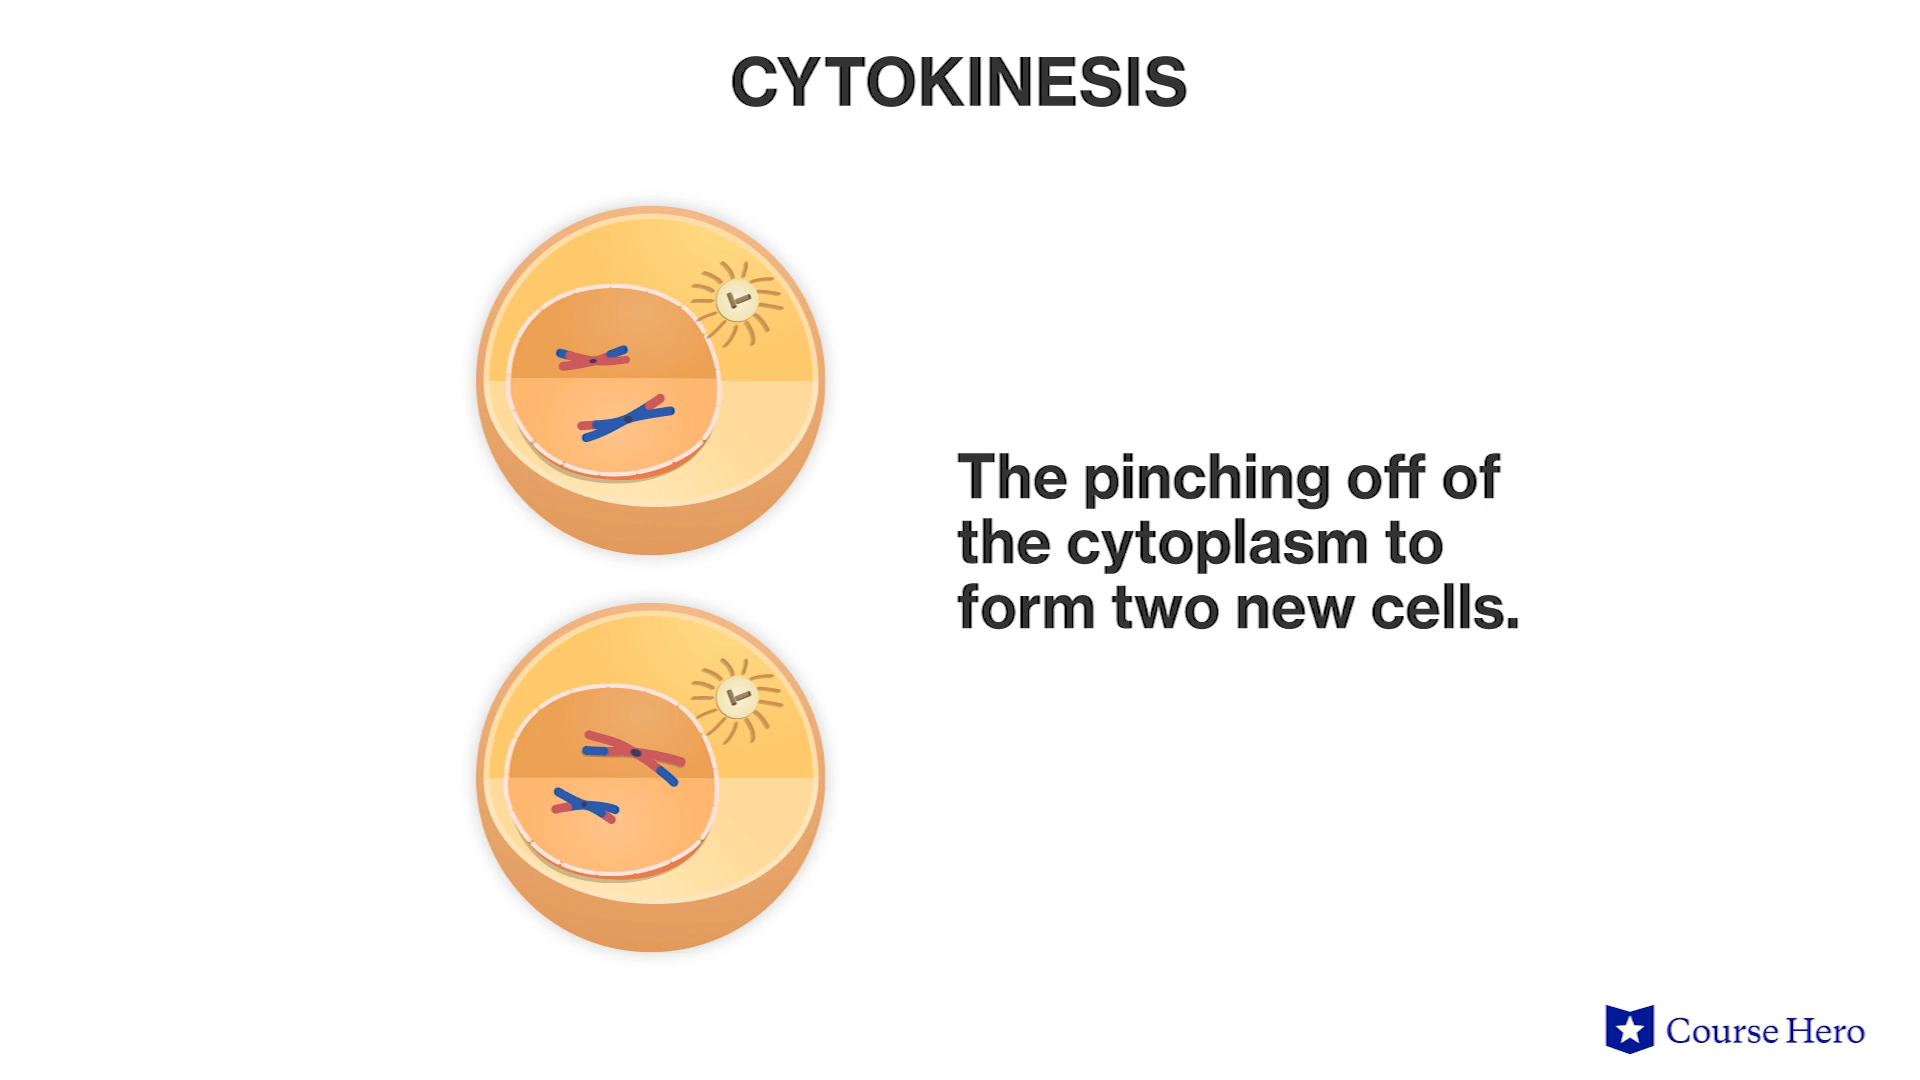 CYTOKINESIS
The pinching off of
the cytoplasm to
form two new cells.
Course Hero